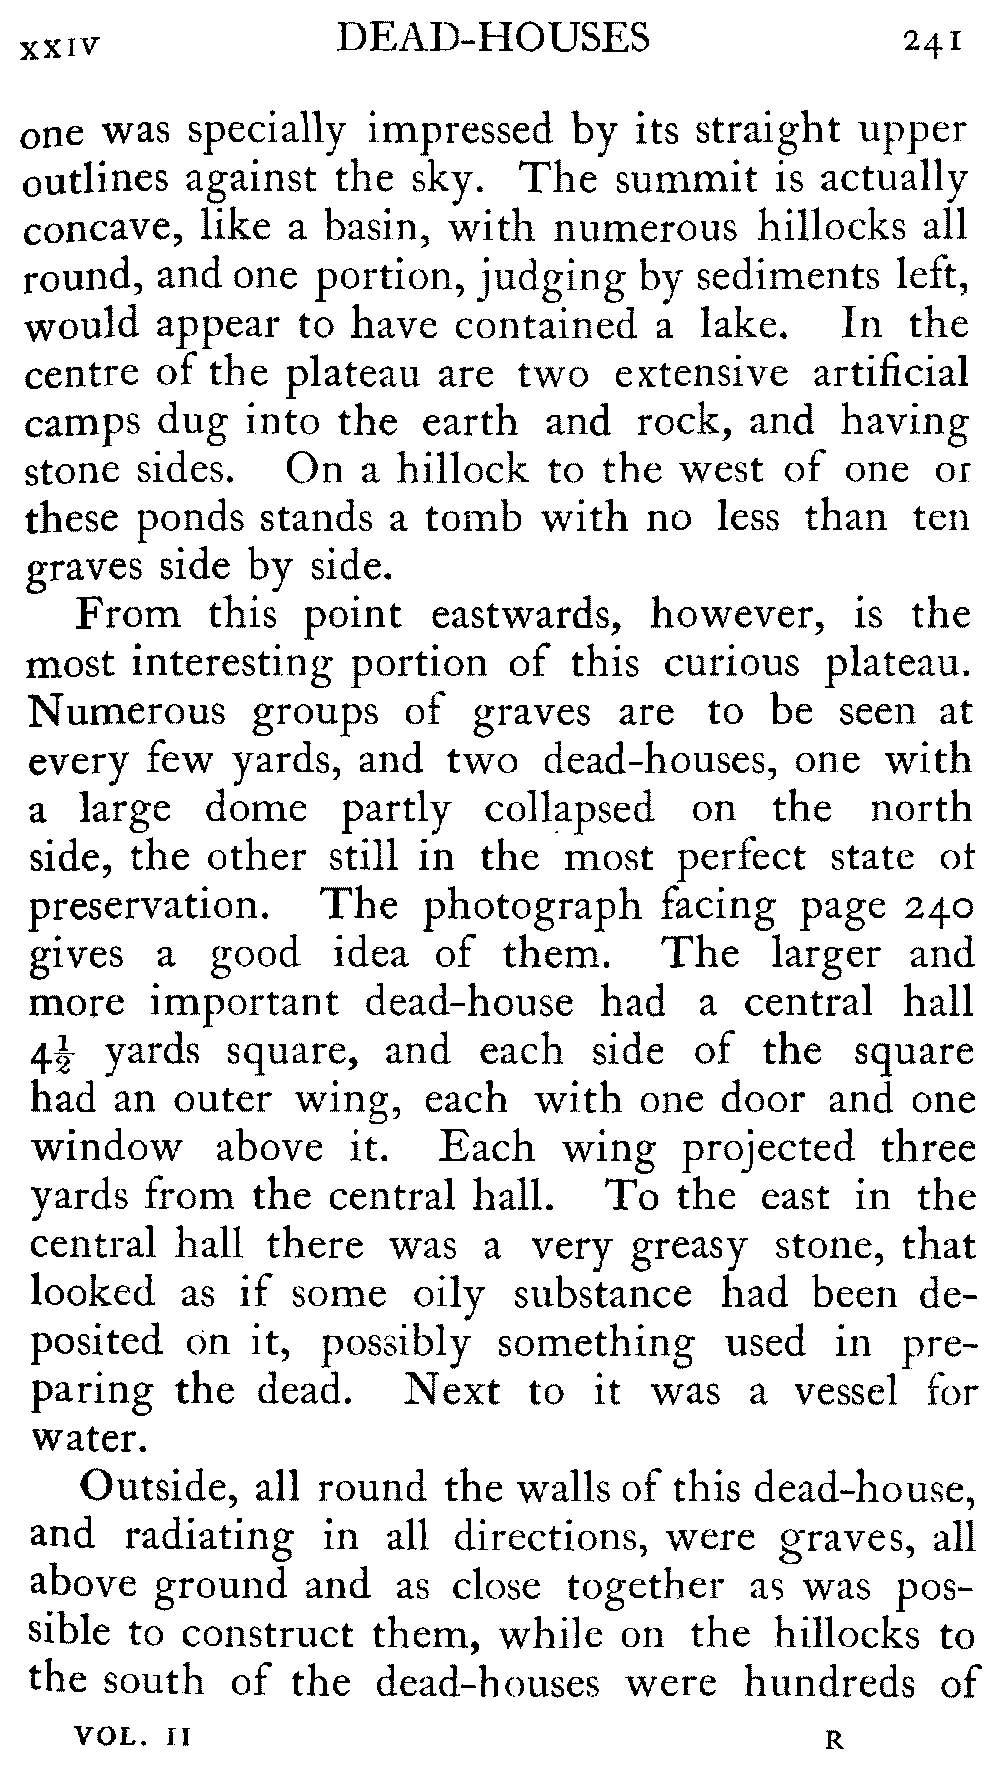 XXIV DEAD-HOUSES 241
one was specially impressed by its straight upper
outlines against the sky. The summit is actually
concave, like a basin, with numerous hillocks all
round, and one portion, judging by sediments left,
would appear to have contained a lake. In the
centre of the plateau are two extensive artificial
camps dug into the earth and rock, and having
stone sides. On a hillock to the west of one or
these ponds stands a tomb with no less than ten
graves side by side.
From this point eastwards, however, is the
most interesting portion of this curious plateau.
Numerous groups of graves are to be seen at
every few yards, and two dead-houses, one with
a large dome partly collapsed on the north
side, the other still in the most perfect state of
preservation. The photograph facing page 240
gives a good idea of them. The larger and
more important dead-house had a central hall
4½ yards square, and each side of the square
had an outer wing, each with one door and one
window above it. Each wing projected three
yards from the central hall. To the east in the
central hall there was a very greasy stone, that
looked as if some oily substance had been de-
posited on it, possibly something used in pre-
paring the dead. Next to it was a vessel for
water.
Outside, all round the walls of this dead-house,
and radiating in all directions, were graves, all
above ground and as close together as was pos-
sible to construct them, while on the hillocks to
the south of the dead-houses were hundreds of
VOL. II R